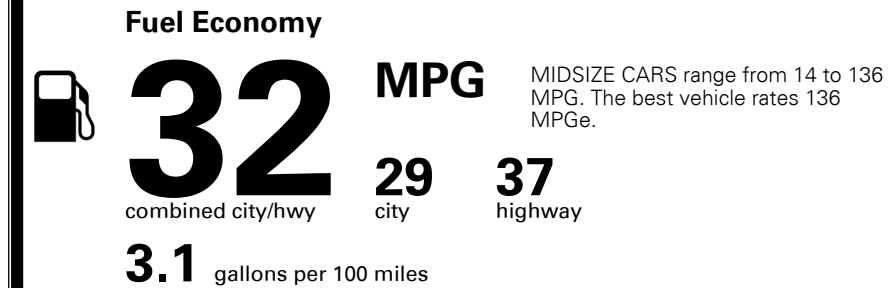 Fuel Economy
32 MPG
MIDSIZE CARS range from 14 to 136
MPG. The best vehicle rates 136
MPGe.
29 37
combined city/hwy city highway
3.1 gallons per 100 miles